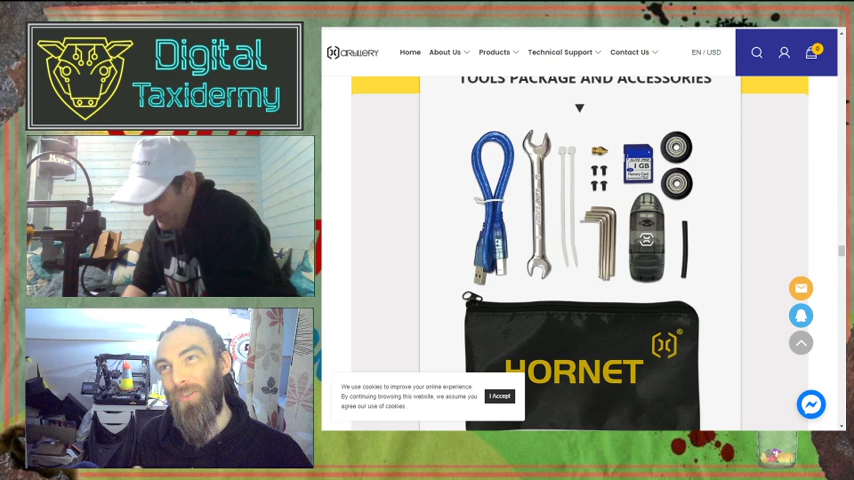 Digital
Taxidermy
ARTILLERY
Home
About Us
Products
Technical Support
Contact Us
EN / USD
0
TOOLS PACKAGE AND ACCESSORIES
1 GB
HORNET
We use cookies to improve your online experience.
By continuing browsing this website, we assume you
agree our use of cookies.
I Accept